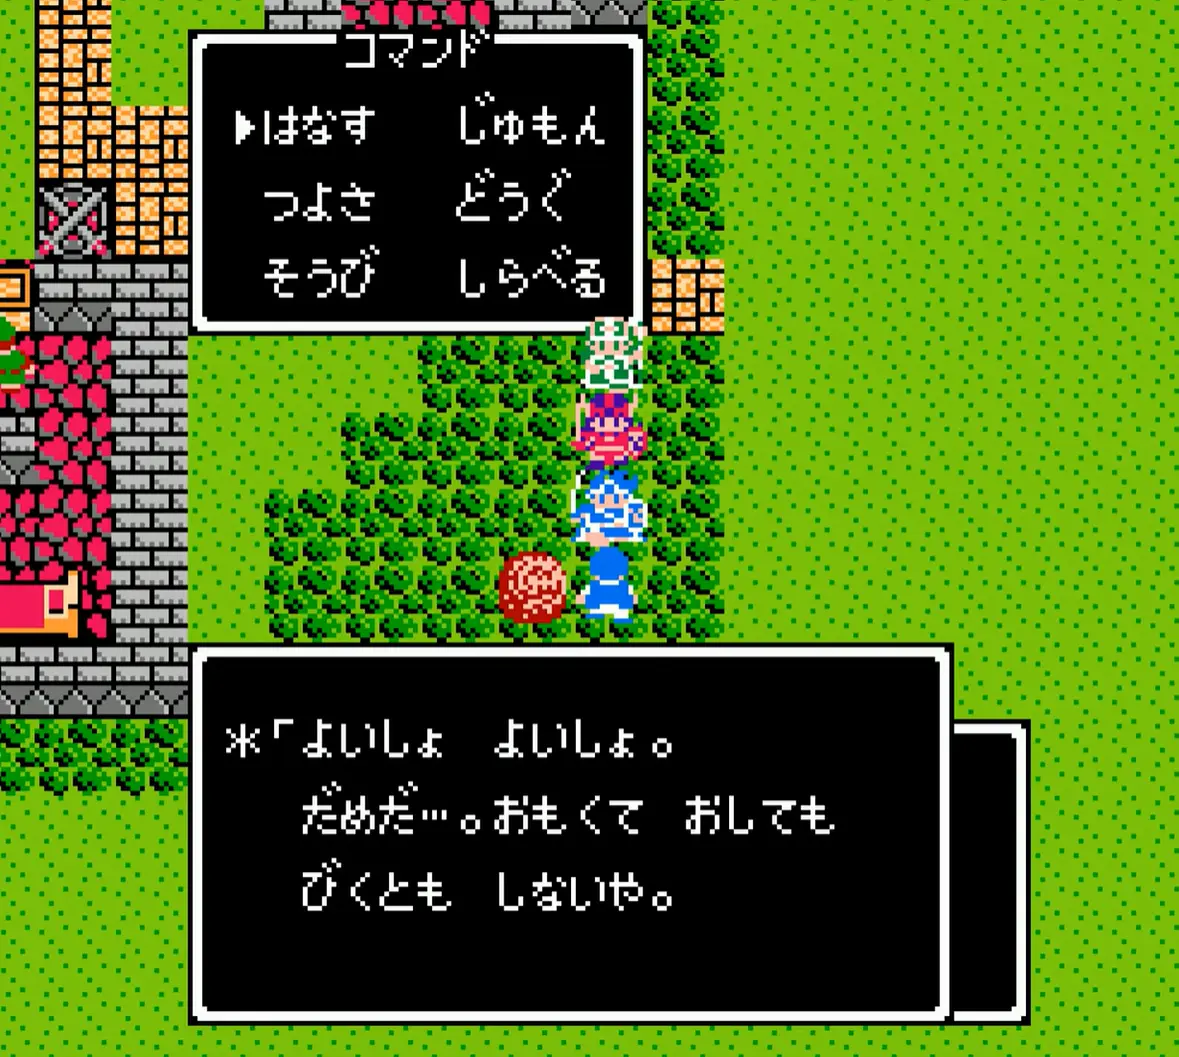 コマンド
▶はなす じゅもん
つよさ どうぐ
そうび しらべる
＊「よいしょ よいしょ。
だめだ…。おもくて おしても
びくとも しないや。